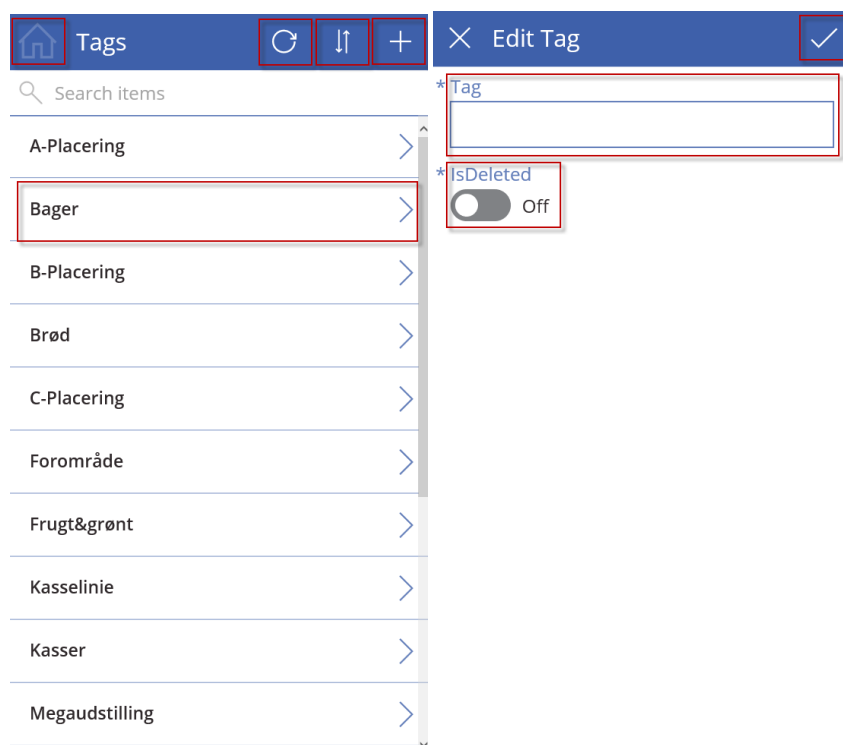 Tags
Search items
A-Placering
Bager
B-Placering
Brød
C-Placering
Forområde
Frugt&grønt
Kasselinie
Kasser
Megaudstilling
Edit Tag
* Tag
* IsDeleted
Off